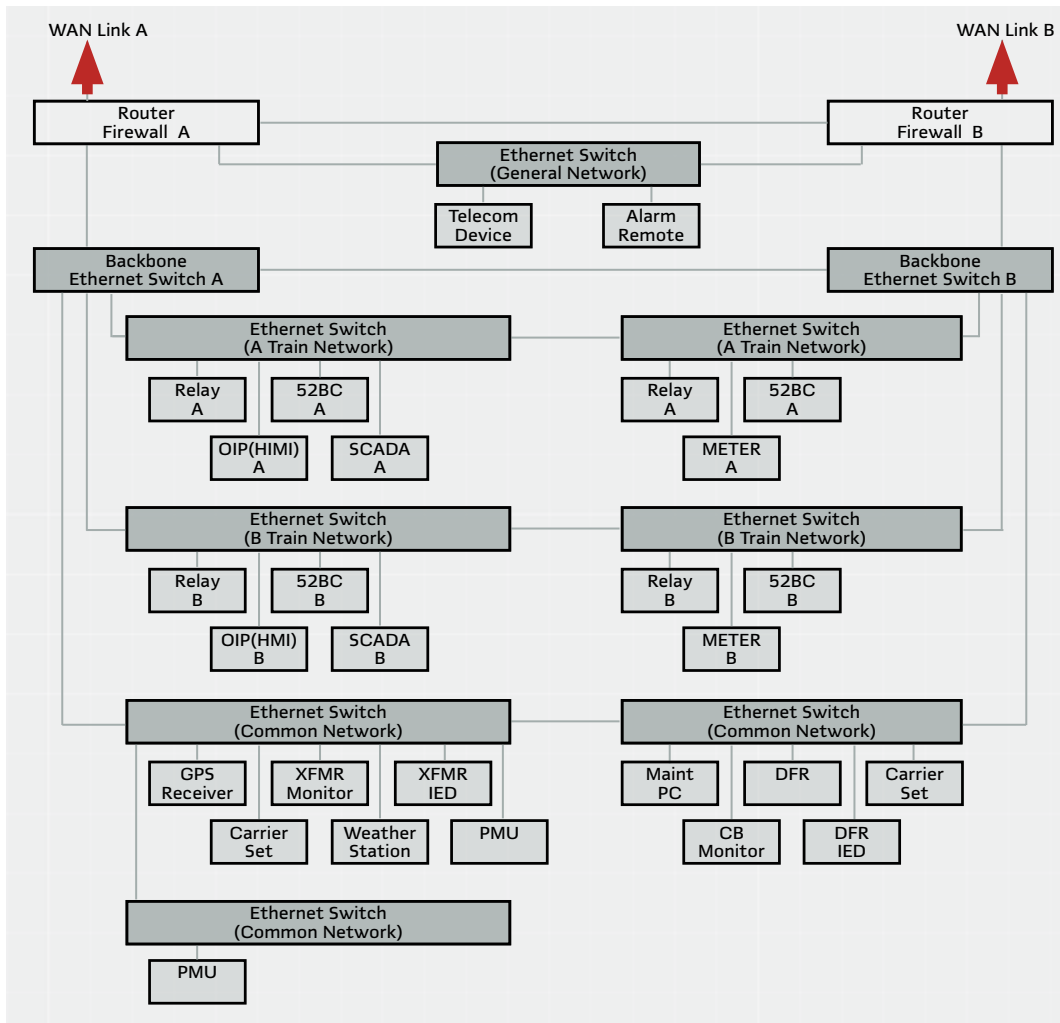 WAN Link A
WAN Link B
Router
Firewall A
Router
Firewall B
Ethernet Switch
(General Network)
Telecom
Device
Alarm
Remote
Backbone
Ethernet Switch A
Backbone
Ethernet Switch B
Ethernet Switch
(A Train Network)
Ethernet Switch
(A Train Network)
Relay
A
52BC
A
Relay
A
52BC
A
OIP(HIMI)
A
SCADA
A
METER
A
Ethernet Switch
(B Train Network)
Ethernet Switch
(B Train Network)
Relay
B
52BC
B
Relay
B
52BC
B
OIP(HMI)
B
SCADA
B
METER
B
Ethernet Switch
(Common Network)
Ethernet Switch
(Common Network)
GPS
Receiver
XFMR
Monitor
XFMR
IED
Maint
PC
DFR
Carrier
Set
Carrier
Set
Weather
Station
PMU
CB
Monitor
DFR
IED
Ethernet Switch
(Common Network)
PMU